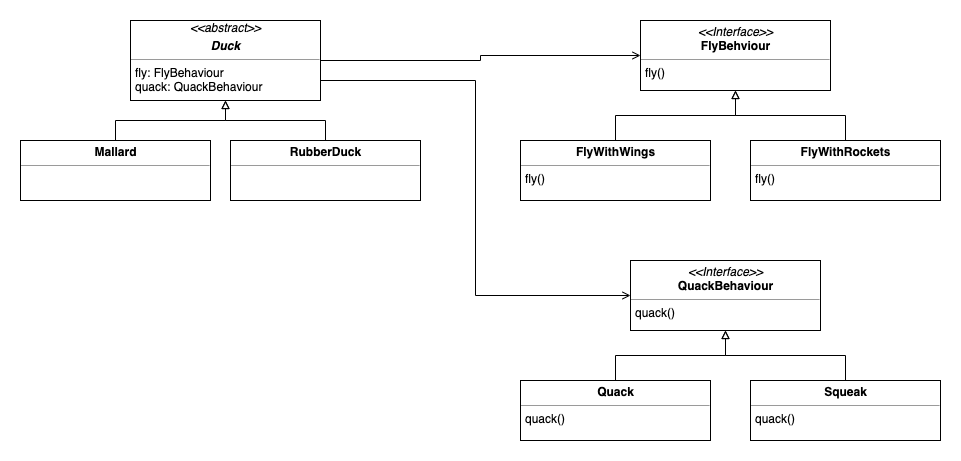 <<abstract>>
Duck
fly: FlyBehaviour
quack: QuackBehaviour
<<Interface>>
FlyBehviour
fly()
Mallard
RubberDuck
FlyWithWings
fly()
FlyWithRockets
fly()
<<Interface>>
QuackBehaviour
quack()
Quack
quack()
Squeak
quack()